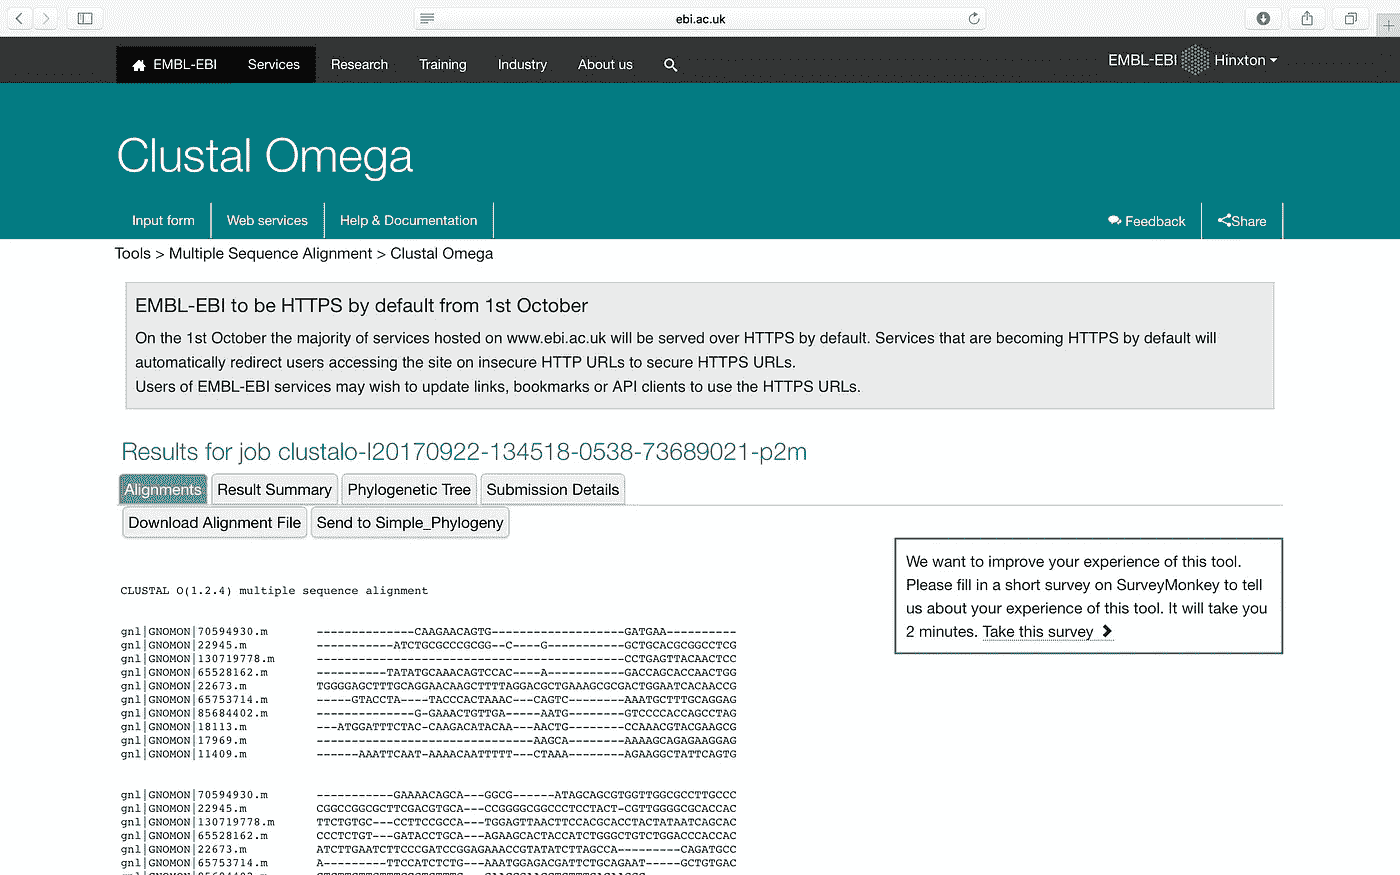 ebi.ac.uk
EMBL-EBI Services Research Training Industry About us EMBL-EBI Hinxton
Clustal Omega
Input form Web services Help & Documentation Feedback Share
Tools > Multiple Sequence Alignment > Clustal Omega
EMBL-EBI to be HTTPS by default from 1st October
On the 1st October the majority of services hosted on www.ebi.ac.uk will be served over HTTPS by default. Services that are becoming HTTPS by default will
automatically redirect users accessing the site on insecure HTTP URLs to secure HTTPS URLs.
Users of EMBL-EBI services may wish to update links, bookmarks or API clients to use the HTTPS URLs.
Results for job clustalo-I20170922-134518-0538-73689021-p2m
Alignments Result Summary Phylogenetic Tree Submission Details
Download Alignment File Send to Simple_Phylogeny
We want to improve your experience of this tool.
Please fill in a short survey on SurveyMonkey to tell
us about your experience of this tool. It will take you
2 minutes. Take this survey
CLUSTAL O(1.2.4) multiple sequence alignment
gnl|GNOMON|70594930.m --------------CAAGAACAGTG-------------------GATGAA----------
gnl|GNOMON|22945.m -----------ATCTGCGCCCGCGG--C----G-----------GCTGCACGCGGCCTCG
gnl|GNOMON|130719778.m --------------------------------------------CCTGAGTTACAACTCC
gnl|GNOMON|65528162.m ----------TATATGCAAACAGTCCAC----A-----------GACCAGCACCAACTGG
gnl|GNOMON|22673.m TGGGGAGCTTTGCAGGAACAAGCTTTTAGGACGCTGAAAGCGCGACTGGAATCACAACCG
gnl|GNOMON|65753714.m -----GTACCTA----TACCCACTAAAC---CAGTC--------AAATGCTTTGCAGGAG
gnl|GNOMON|85684402.m --------------G-GAAACTGTTGA-----AATG--------GTCCCCACCAGCCTAG
gnl|GNOMON|18113.m ---ATGGATTTCTAC-CAAGACATACAA---AACTG--------CCAAACGTACGAAGCG
gnl|GNOMON|17969.m -------------------------------AAGCA--------AAAAGCAGAGAAGGAG
gnl|GNOMON|11409.m ------AAATTCAAT-AAAACAATTTTT---CTAAA--------AGAAGGCTATTCAGTG
gnl|GNOMON|70594930.m -----------GAAAACAGCA---GGCG------ATAGCAGCGTGGTTGGCGCCTTGCCC
gnl|GNOMON|22945.m CGGCCGGCGCTTCGACGTGCA---CCGGGGCGGCCTCCTACT-CGTTGGGGCGCACCAC
gnl|GNOMON|130719778.m TTCTGTGC---CCTTCCGCCA---TGGAGTTAACTTCCACGCACCTACTATAATCAGCAC
gnl|GNOMON|65528162.m CCCTCTGT---GATACCTGCA---AGAAGCACTACCATCTGGGCTGTCTGGACCCACCAC
gnl|GNOMON|22673.m ATCTTGAATCTTCCCGATCCGGAGAAACCGTATATCTTAGCCA---------CAGATGCC
gnl|GNOMON|65753714.m A---------TTCCATCTCTG---AAATGGAGACGATTCTGCAGAAT-----GCTGTGAC